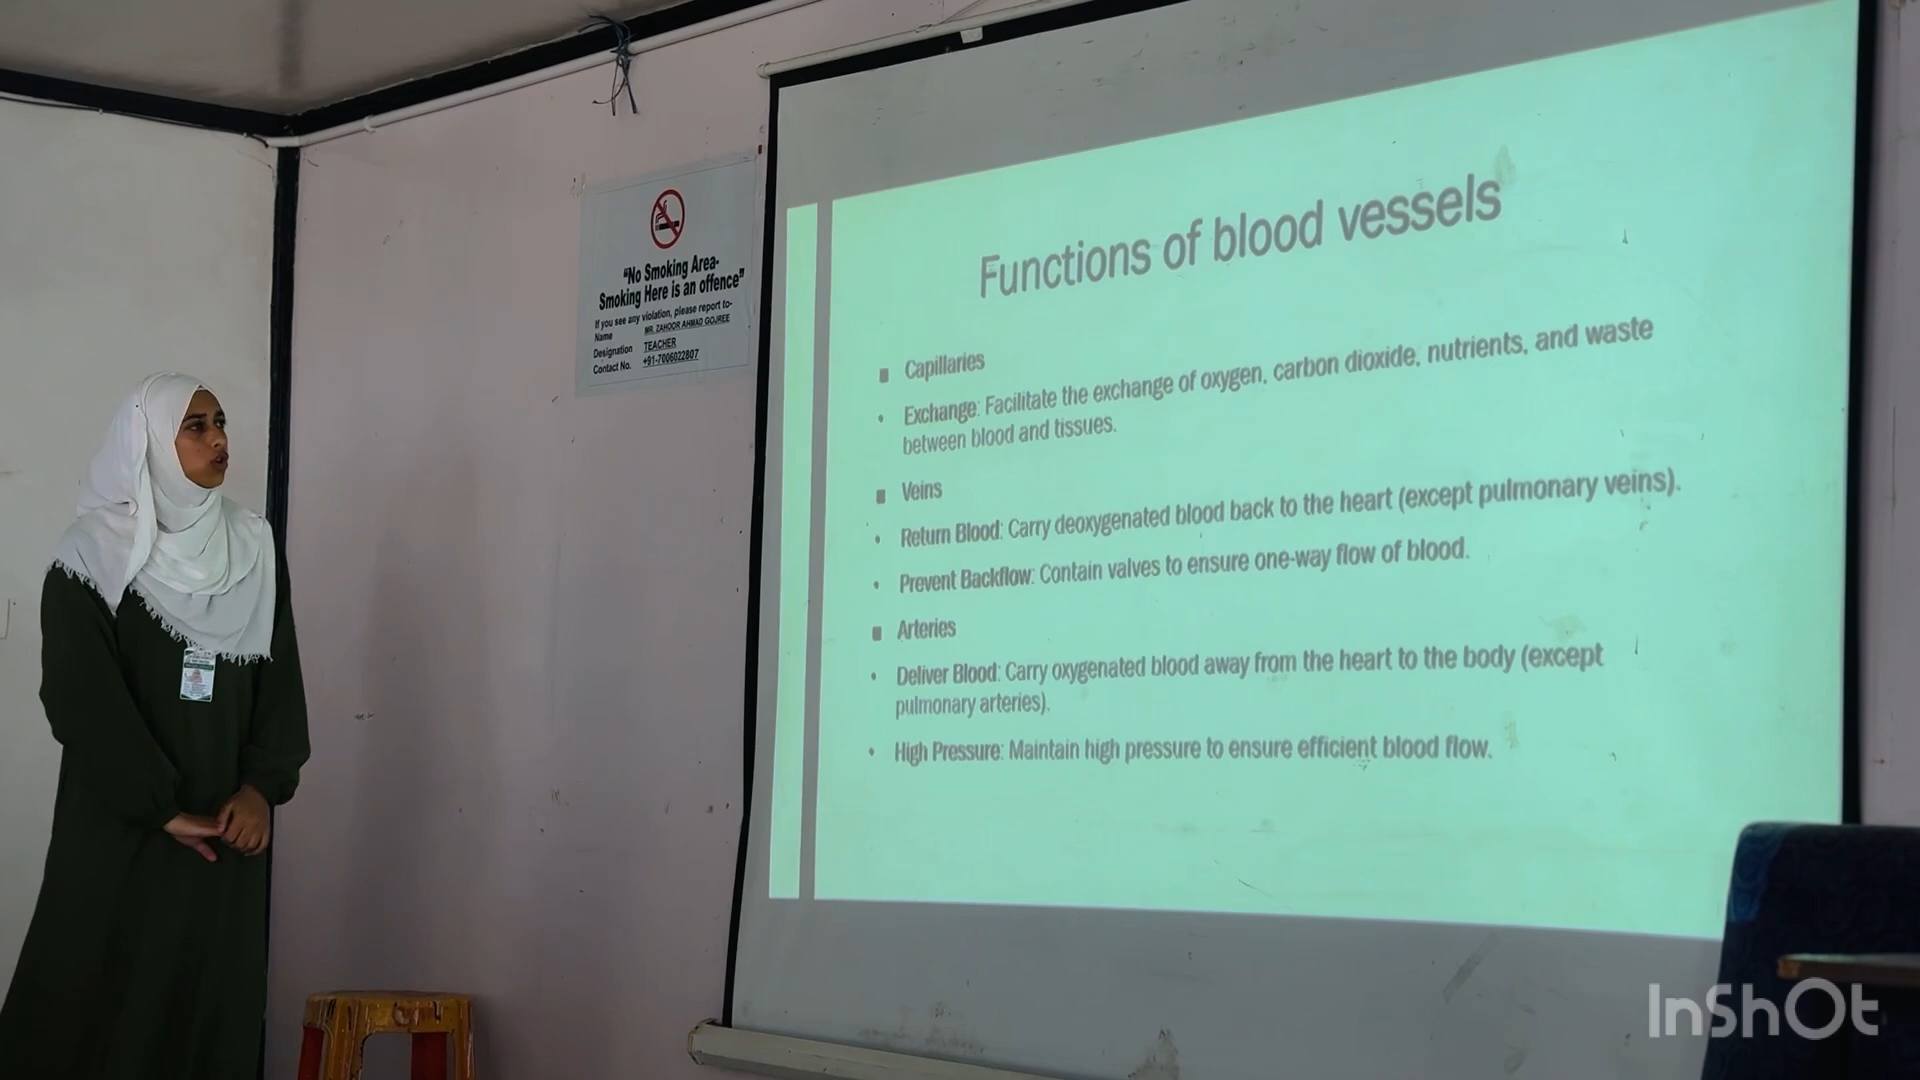 "No Smoking Area-
Smoking Here is an offence"
If you see any violation, please report to-
Name MR. ZAHOOR AHMAD GOJREE
Designation TEACHER
Contact No. +91-7006022807
Functions of blood vessels
■ Capillaries
• Exchange: Facilitate the exchange of oxygen, carbon dioxide, nutrients, and waste
between blood and tissues.
■ Veins
• Return Blood: Carry deoxygenated blood back to the heart (except pulmonary veins).
• Prevent Backflow: Contain valves to ensure one-way flow of blood.
■ Arteries
• Deliver Blood: Carry oxygenated blood away from the heart to the body (except
pulmonary arteries).
• High Pressure: Maintain high pressure to ensure efficient blood flow.
InShOt